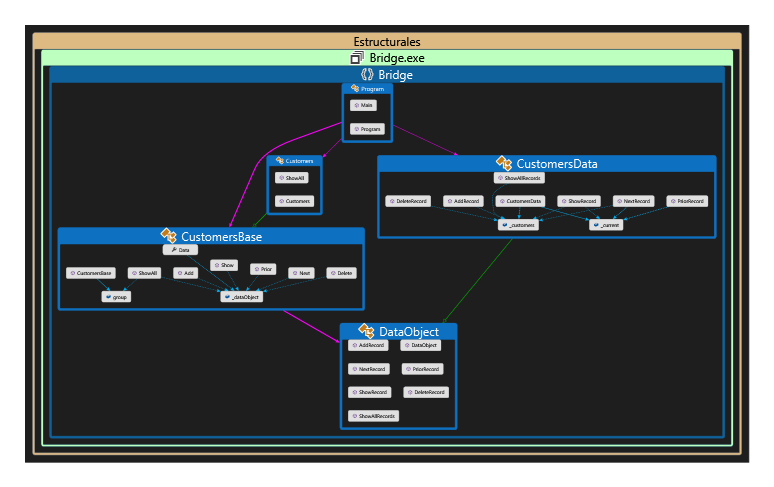 Estructurales
Bridge.exe
Bridge
Program
Main
Program
Customers
ShowAll
Customers
CustomersData
ShowAllRecords
DeleteRecord AddRecord CustomersData ShowRecord NextRecord PriorRecord
_customers _current
CustomersBase
Data
Show
Prior
CustomersBase ShowAll Add Next Delete
group _dataObject
DataObject
AddRecord DataObject
NextRecord PriorRecord
ShowRecord DeleteRecord
ShowAllRecords